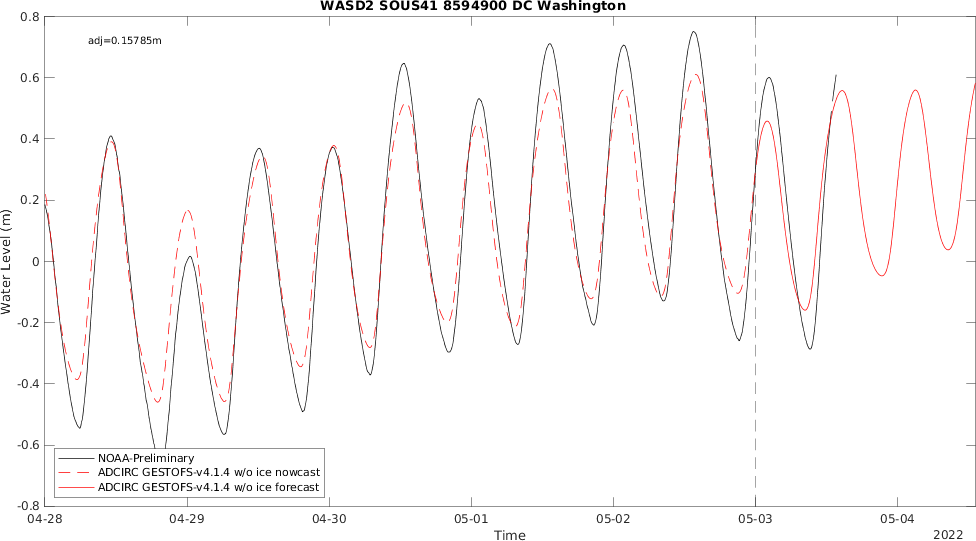 WASD2 SOUS41 8594900 DC Washington
adj=0.15785m
0.8
0.6
0.4
0.2
0
-0.2
-0.4
-0.6
-0.8
Water Level (m)
NOAA-Preliminary
ADCIRC GESTOFS-v4.1.4 w/o ice nowcast
ADCIRC GESTOFS-v4.1.4 w/o ice forecast
04-28 04-29 04-30 05-01 05-02 05-03 05-04
Time
2022